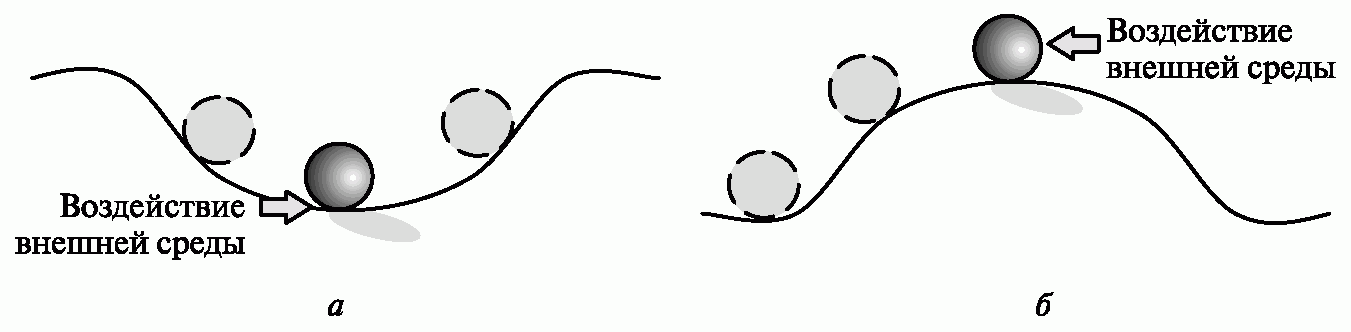 Воздействие
внешней среды
Воздействие
внешней среды
а
б